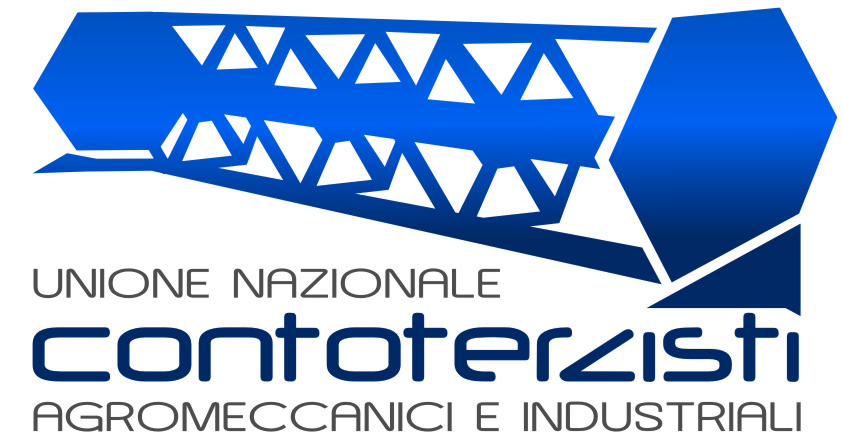 UNIONE NAZIONALE
contoterzisti
AGROMECCANICI E INDUSTRIALI